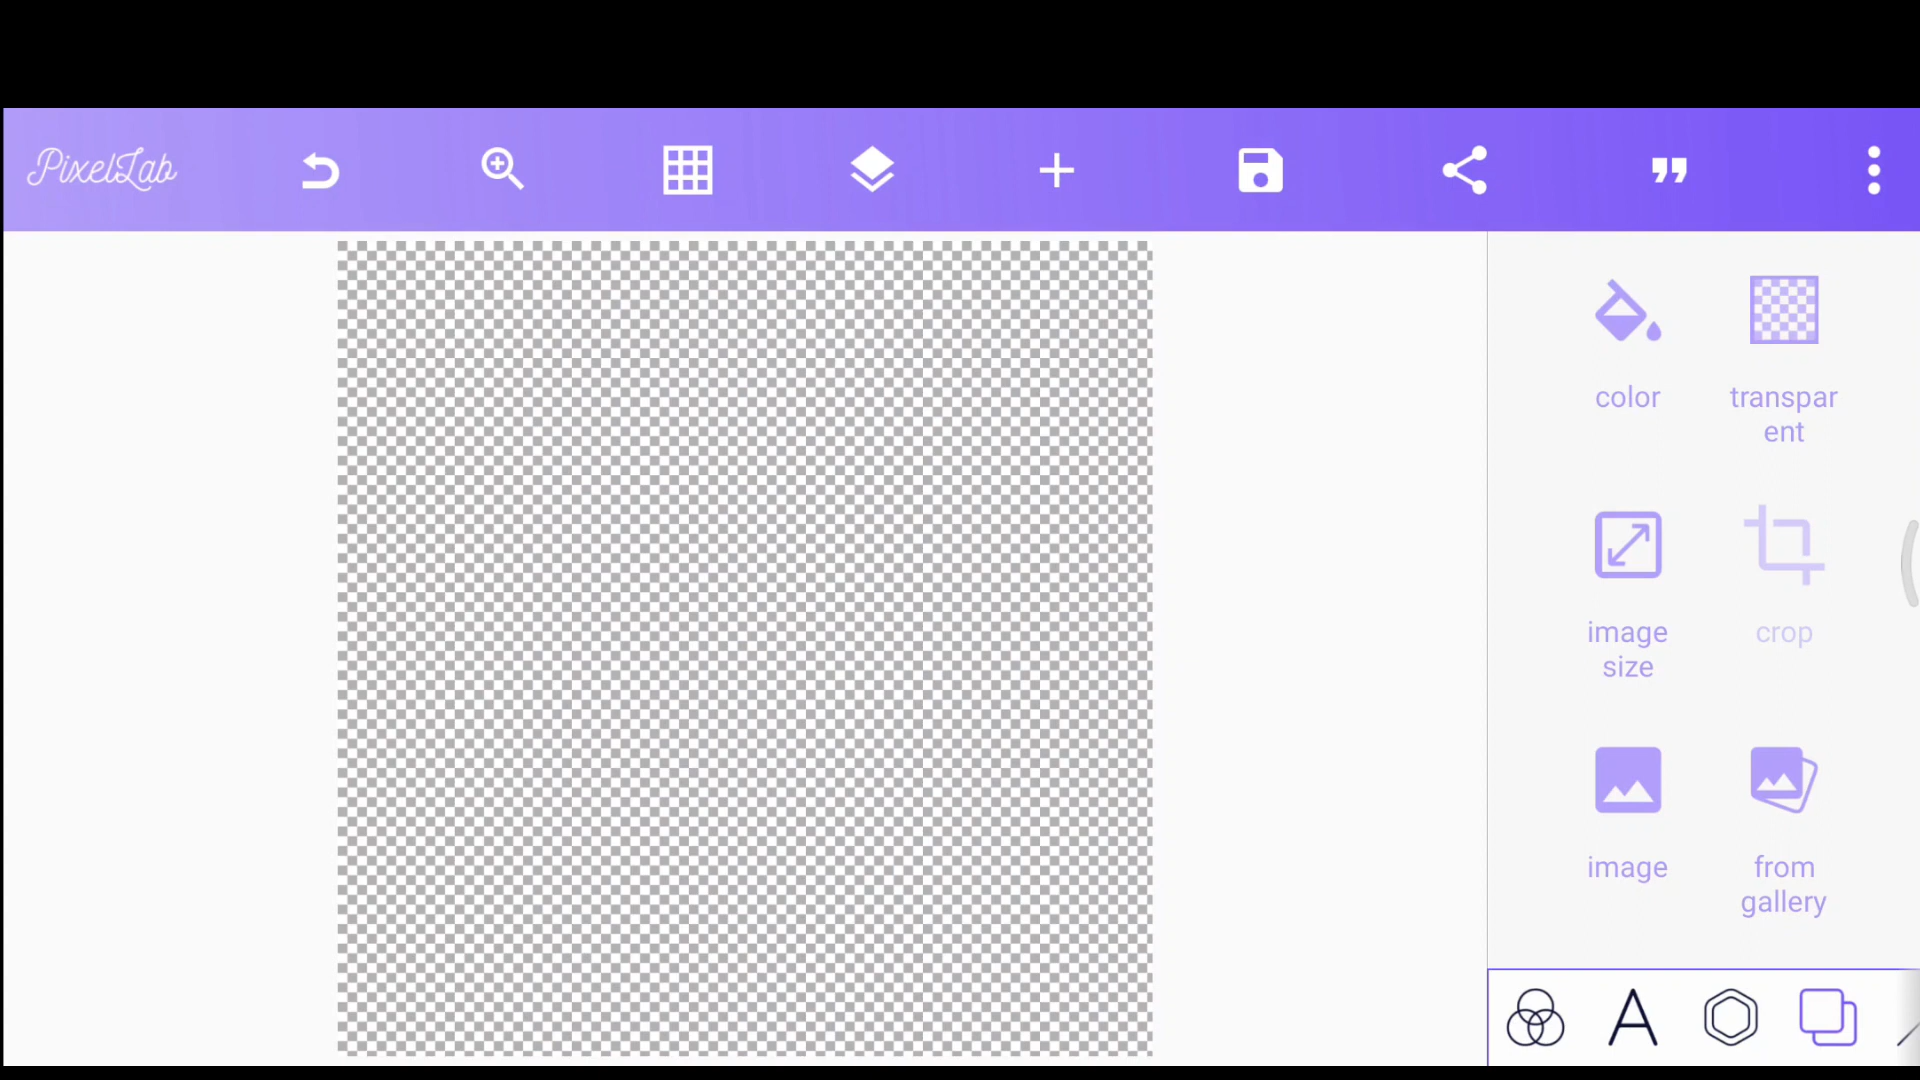 PixelLab
color
transpar
ent
image
size
crop
image
from
gallery